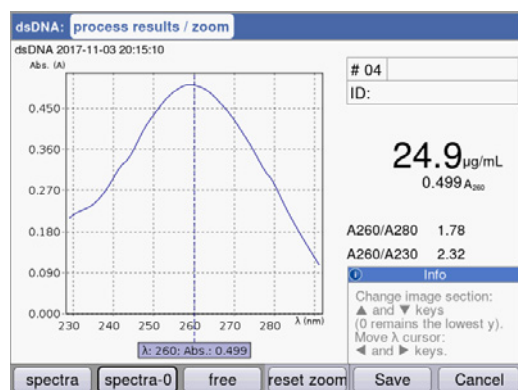 dsDNA: process results / zoom
dsDNA 2017-11-03 20:15:10
Abs. (A)
0.450
0.360
0.270
0.180
0.090
0.000
230 240 250 260 270 280 λ (nm)
λ: 260; Abs.: 0.499
# 04
ID:
24.9 µg/mL
0.499 A260
A260/A280 1.78
A260/A230 2.32
Info
Change image section:
▲ and ▼ keys
(0 remains the lowest y).
Move λ cursor:
◀ and ▶ keys.
spectra spectra-0 free reset zoom Save Cancel